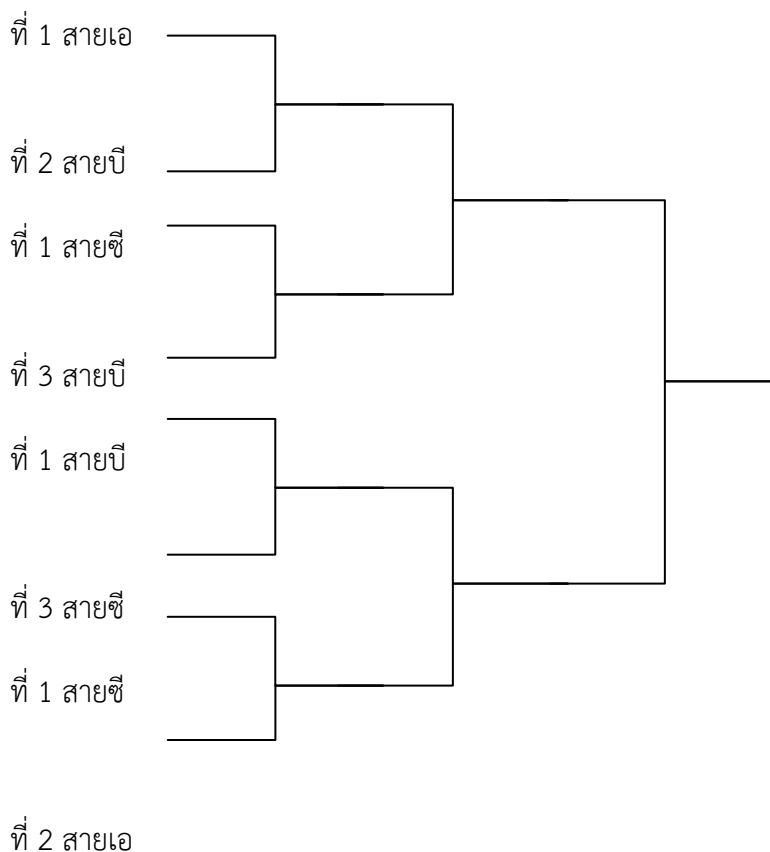 ที่ 1 สายเอ
ที่ 2 สายบี
ที่ 1 สายซี
ที่ 3 สายบี
ที่ 1 สายบี
ที่ 3 สายซี
ที่ 1 สายซี
ที่ 2 สายเอ